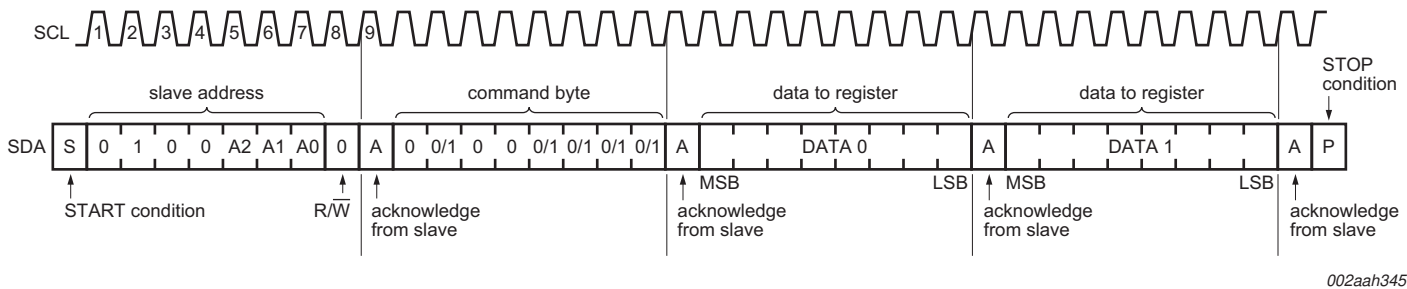 SCL 1 2 3 4 5 6 7 8 9
STOP
condition
slave address command byte data to register data to register
SDA S 0 1 0 0 A2 A1 A0 0 A 0 0/1 0 0 0/1 0/1 0/1 0/1 A DATA 0 A DATA 1 A P
MSB LSB MSB LSB
START condition R/W̅ acknowledge acknowledge acknowledge acknowledge
from slave from slave from slave from slave
002aah345